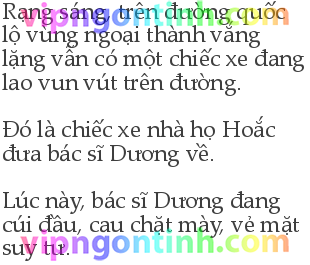 Rạng sáng, trên đường quốc
lộ vùng ngoại thành vắng
lặng vẫn có một chiếc xe đang
lao vun vút trên đường.
Đó là chiếc xe nhà họ Hoắc
đưa bác sĩ Dương về.
Lúc này, bác sĩ Dương đang
cúi đầu, cau chặt mày, vẻ mặt
suy tư.
vipngontinh.com
vipngontinh.com